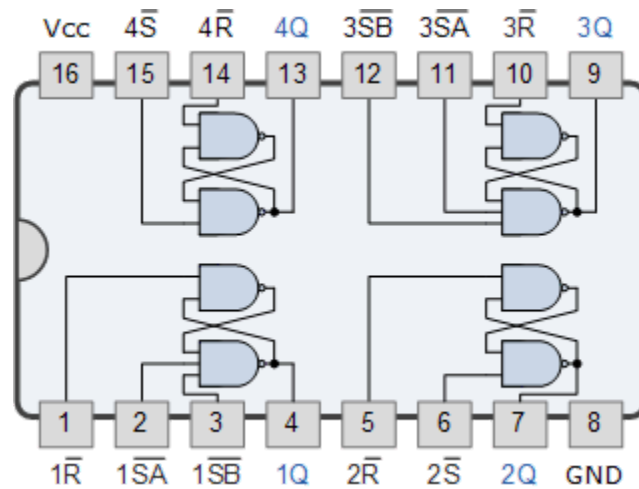 Vcc 4S̅ 4R̅ 4Q 3S̅B̅ 3S̅A̅ 3R̅ 3Q
16 15 14 13 12 11 10 9
1 2 3 4 5 6 7 8
1R̅ 1S̅A̅ 1S̅B̅ 1Q 2R̅ 2S̅ 2Q GND